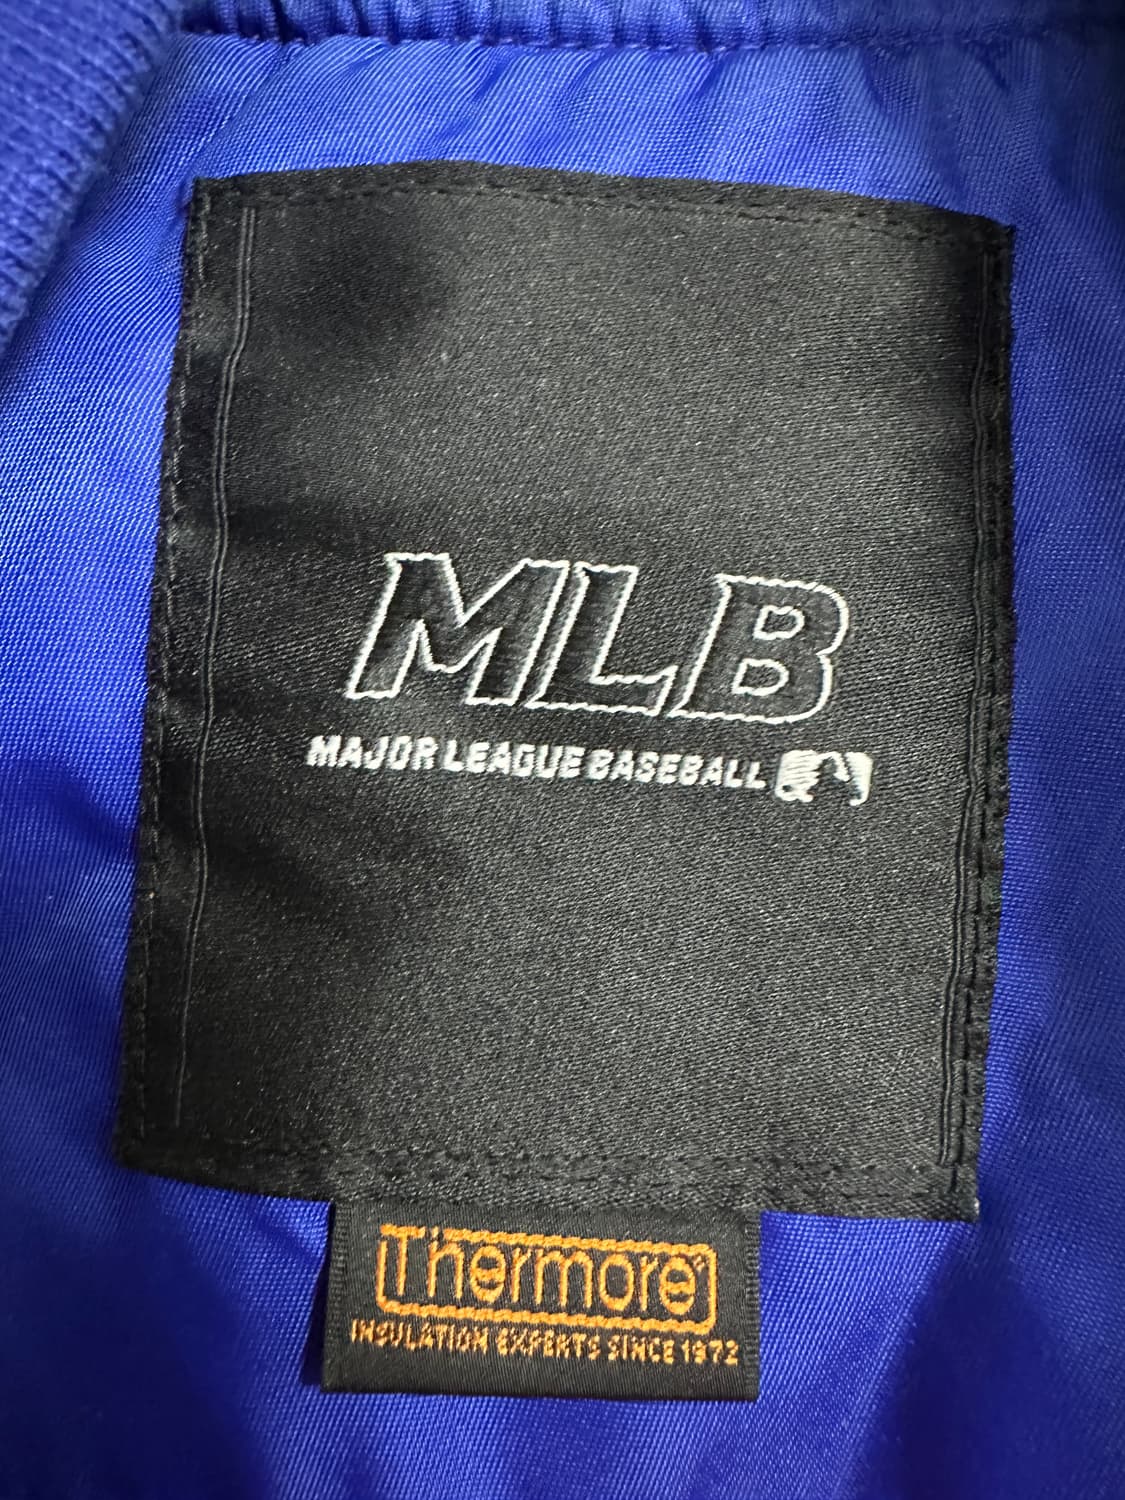 MLB
MAJOR LEAGUE BASEBALL
Thermore®
INSULATION EXPERTS SINCE 1972